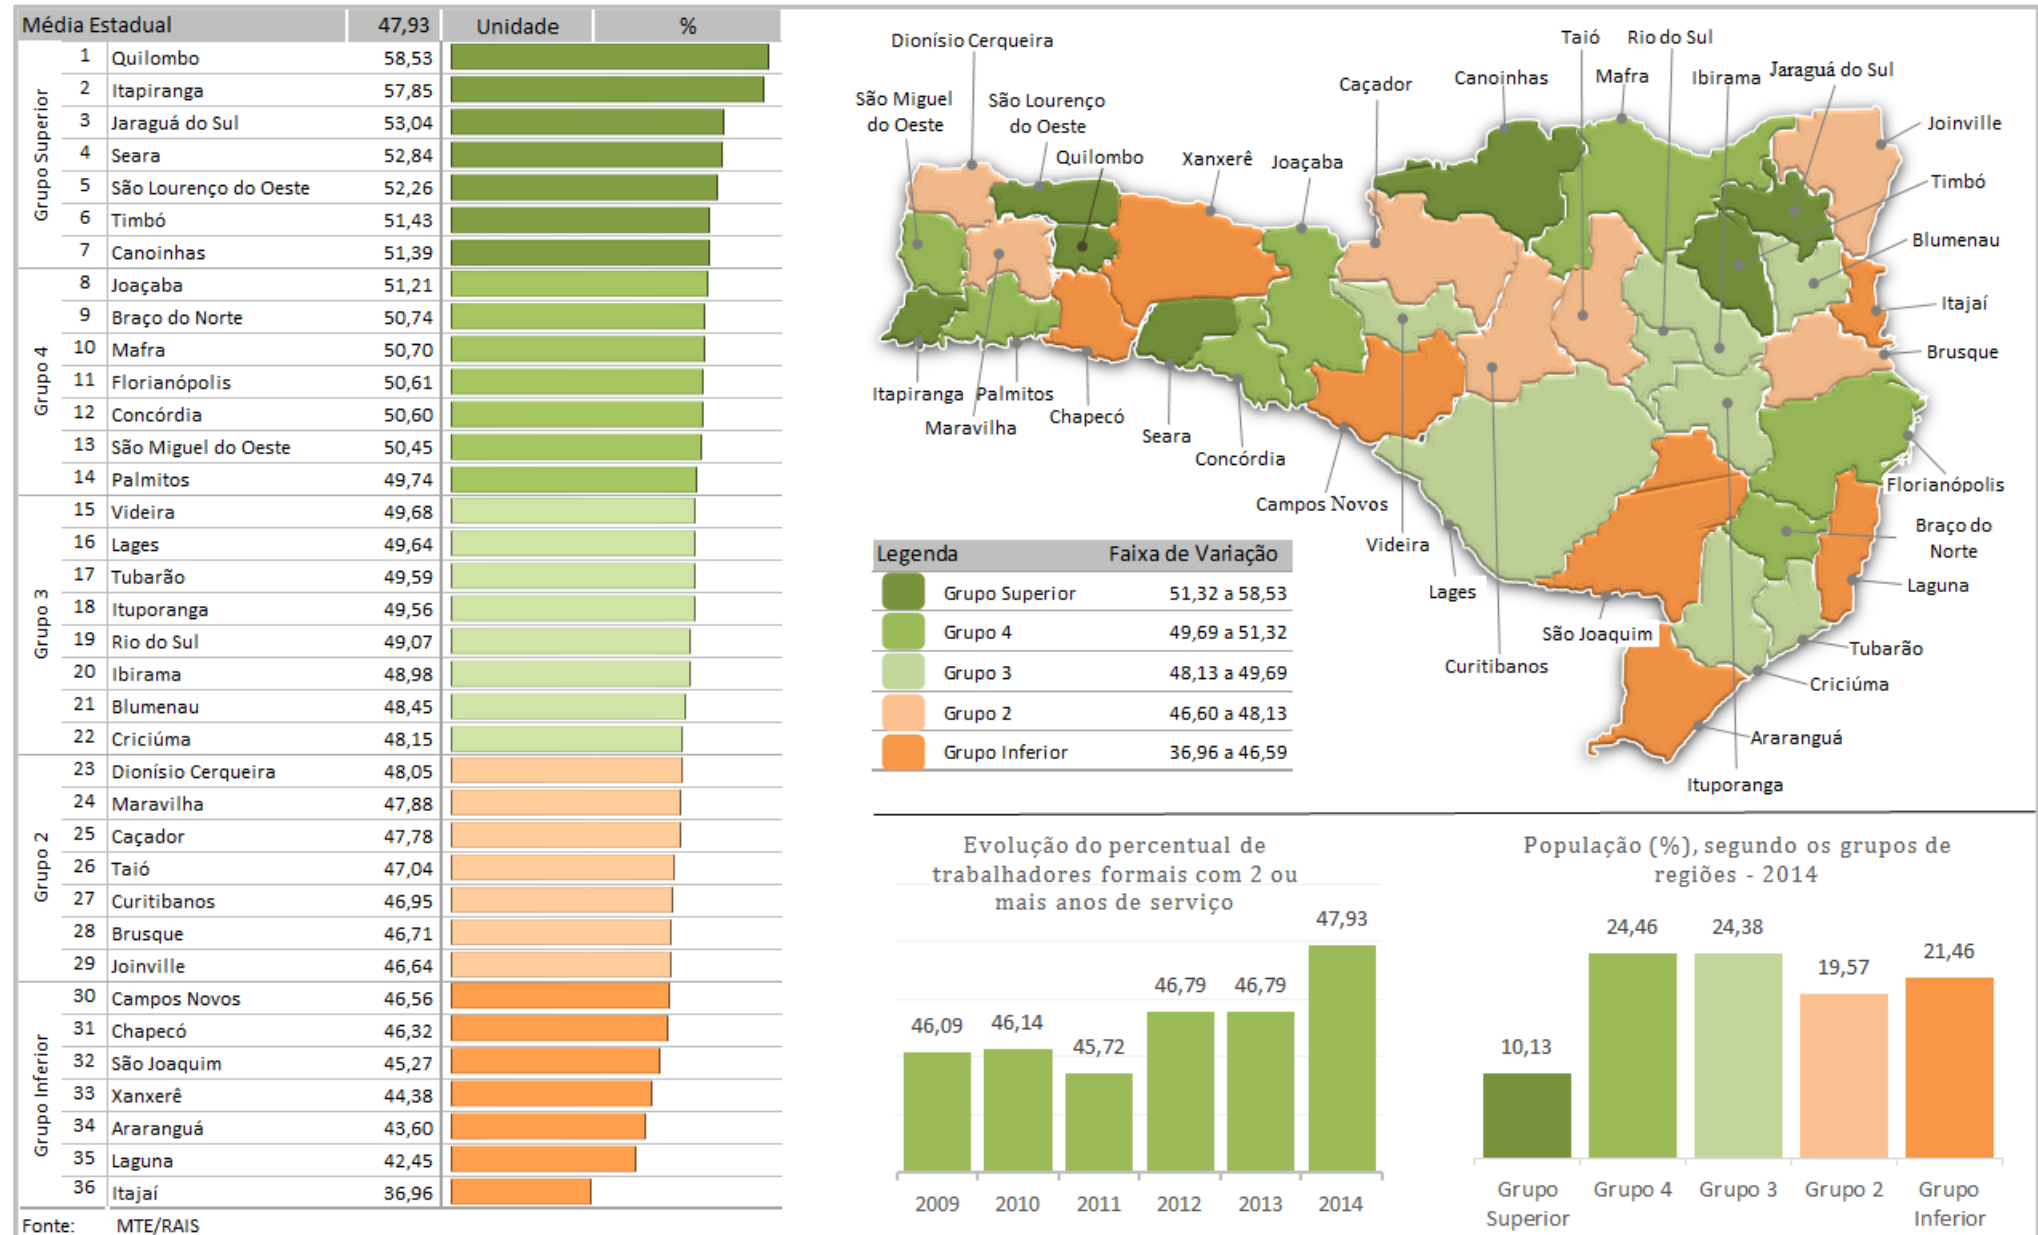 Média Estadual 47,93 Unidade %
Grupo Superior
1 Quilombo 58,53
2 Itapiranga 57,85
3 Jaraguá do Sul 53,04
4 Seara 52,84
5 São Lourenço do Oeste 52,26
6 Timbó 51,43
7 Canoinhas 51,39
Grupo 4
8 Joaçaba 51,21
9 Braço do Norte 50,74
10 Mafra 50,70
11 Florianópolis 50,61
12 Concórdia 50,60
13 São Miguel do Oeste 50,45
14 Palmitos 49,74
Grupo 3
15 Videira 49,68
16 Lages 49,64
17 Tubarão 49,59
18 Ituporanga 49,56
19 Rio do Sul 49,07
20 Ibirama 48,98
21 Blumenau 48,45
22 Criciúma 48,15
Grupo 2
23 Dionísio Cerqueira 48,05
24 Maravilha 47,88
25 Caçador 47,78
26 Taió 47,04
27 Curitibanos 46,95
28 Brusque 46,71
29 Joinville 46,64
Grupo Inferior
30 Campos Novos 46,56
31 Chapecó 46,32
32 São Joaquim 45,27
33 Xanxerê 44,38
34 Araranguá 43,60
35 Laguna 42,45
36 Itajaí 36,96
Fonte: MTE/RAIS
Dionísio Cerqueira
São Miguel
do Oeste
São Lourenço
do Oeste
Quilombo
Xanxerê
Joaçaba
Caçador
Canoinhas
Taió
Mafra
Rio do Sul
Ibirama
Jaraguá do Sul
Joinville
Timbó
Blumenau
Itajaí
Brusque
Florianópolis
Braço do
Norte
Laguna
Tubarão
Criciúma
Araranguá
Ituporanga
Itapiranga
Palmitos
Maravilha
Chapecó
Seara
Concórdia
Campos Novos
Videira
Lages
São Joaquim
Curitibanos
Legenda Faixa de Variação
Grupo Superior 51,32 a 58,53
Grupo 4 49,69 a 51,32
Grupo 3 48,13 a 49,69
Grupo 2 46,60 a 48,13
Grupo Inferior 36,96 a 46,59
Evolução do percentual de
trabalhadores formais com 2 ou
mais anos de serviço
46,09 46,14 45,72 46,79 46,79 47,93
2009 2010 2011 2012 2013 2014
População (%), segundo os grupos de
regiões - 2014
10,13 24,46 24,38 19,57 21,46
Grupo
Superior
Grupo 4
Grupo 3
Grupo 2
Grupo
Inferior